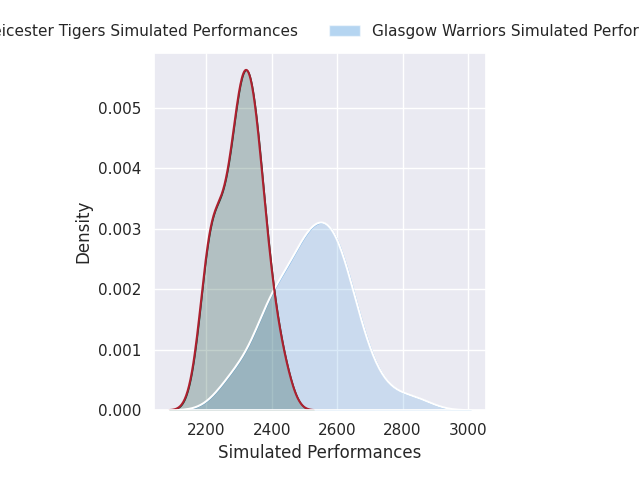 eicester Tigers Simulated Performances Glasgow Warriors Simulated Perfor
0.005
0.004
0.003
0.002
0.001
0.000
Density
2200 2400 2600 2800 3000
Simulated Performances